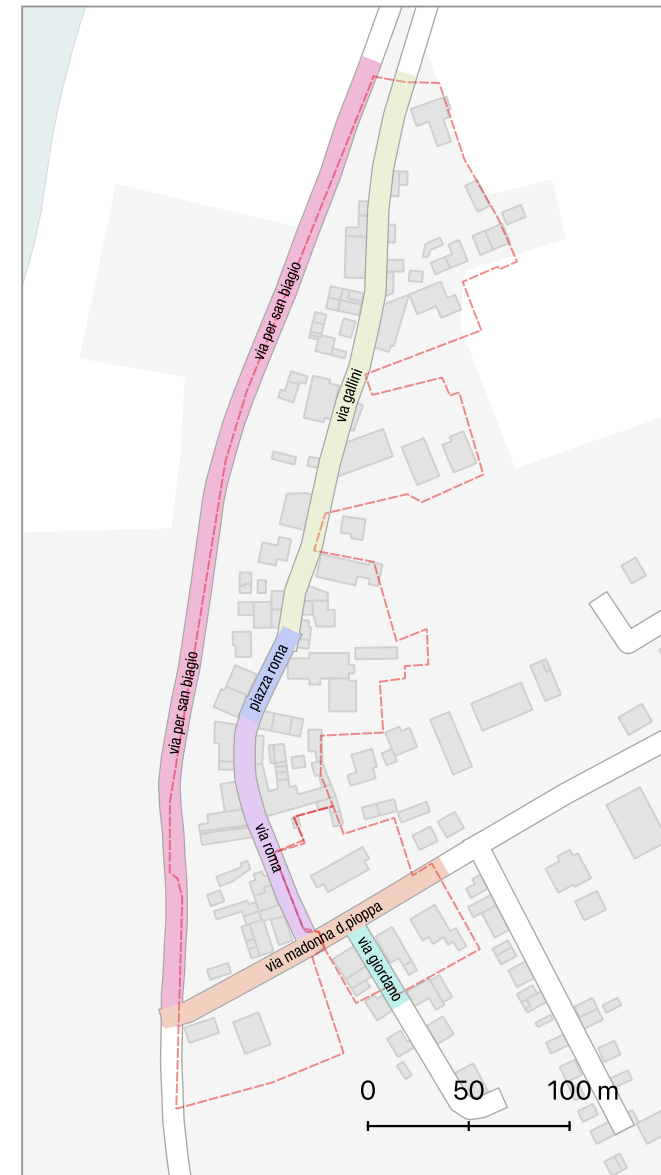 via per san biagio
via gallini
piazza roma
via per san biagio
via roma
via madonna d.pioppa
via giordano
0 50 100 m